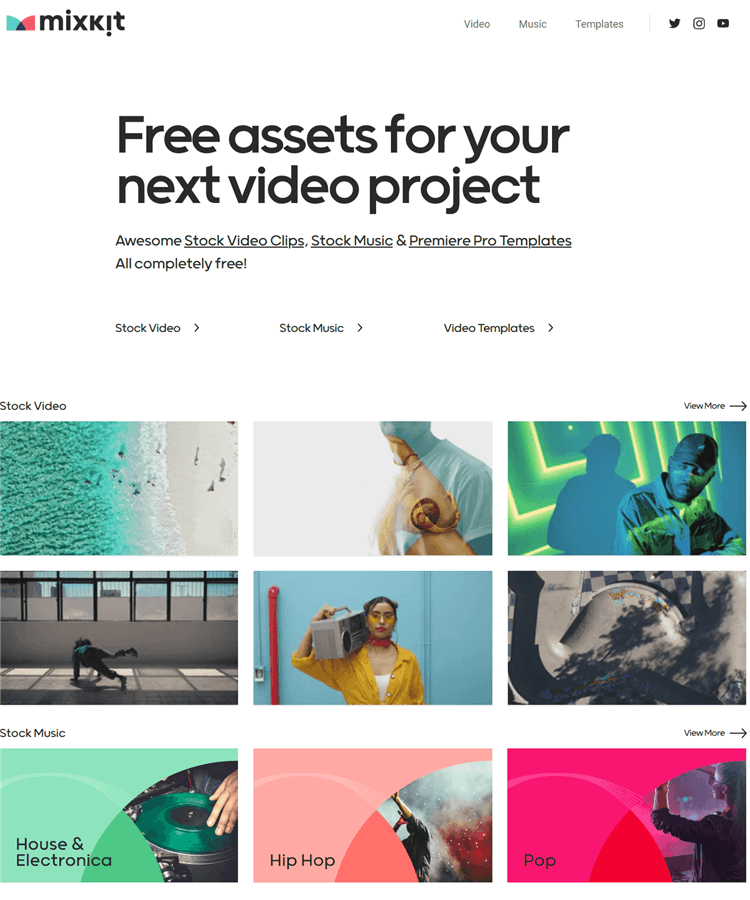 mixkit
Video Music Templates
Free assets for your
next video project
Awesome Stock Video Clips, Stock Music & Premiere Pro Templates
All completely free!
Stock Video
Stock Music
Video Templates
Stock Video
View More
Stock Music
View More
House &
Electronica
Hip Hop
Pop